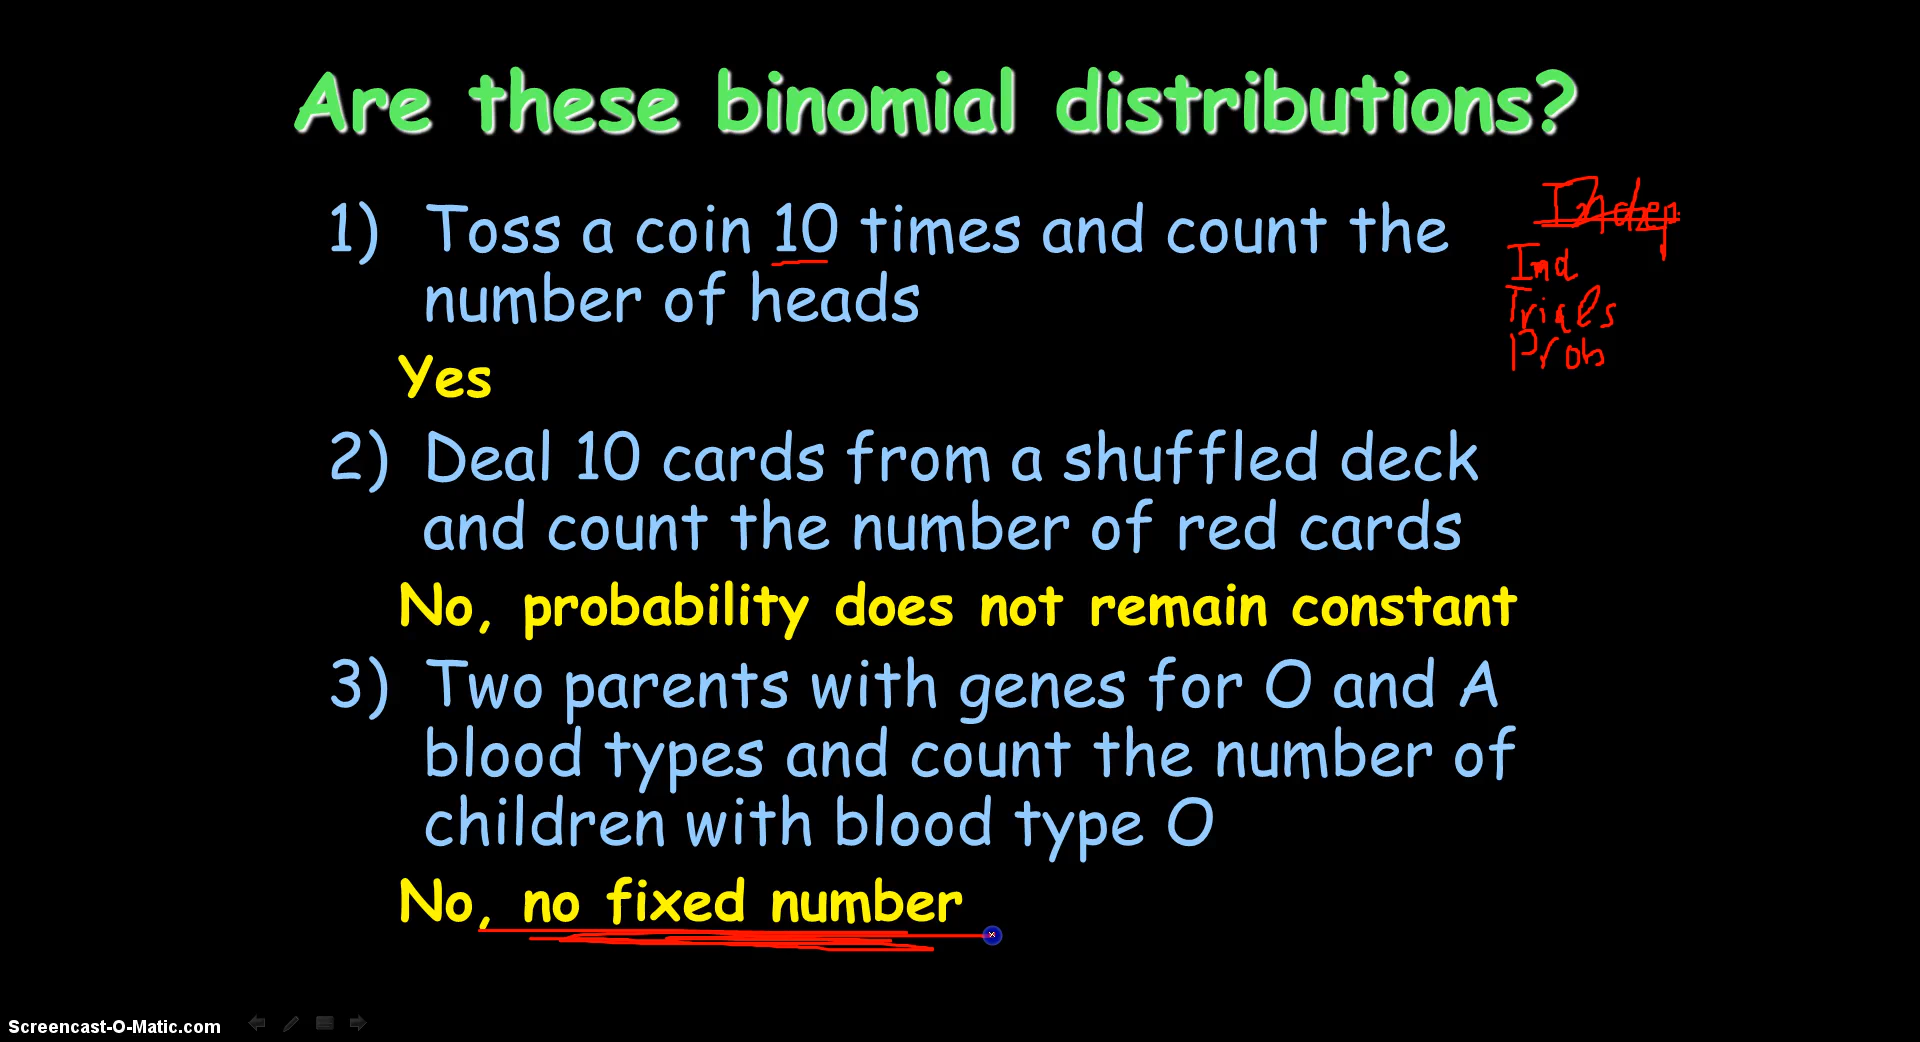 Are these binomial distributions?
1) Toss a coin 10 times and count the
number of heads
Yes
2) Deal 10 cards from a shuffled deck
and count the number of red cards
No, probability does not remain constant
3) Two parents with genes for O and A
blood types and count the number of
children with blood type O
No, no fixed number
Indep
Ind
Trials
Prob
Screencast-O-Matic.com